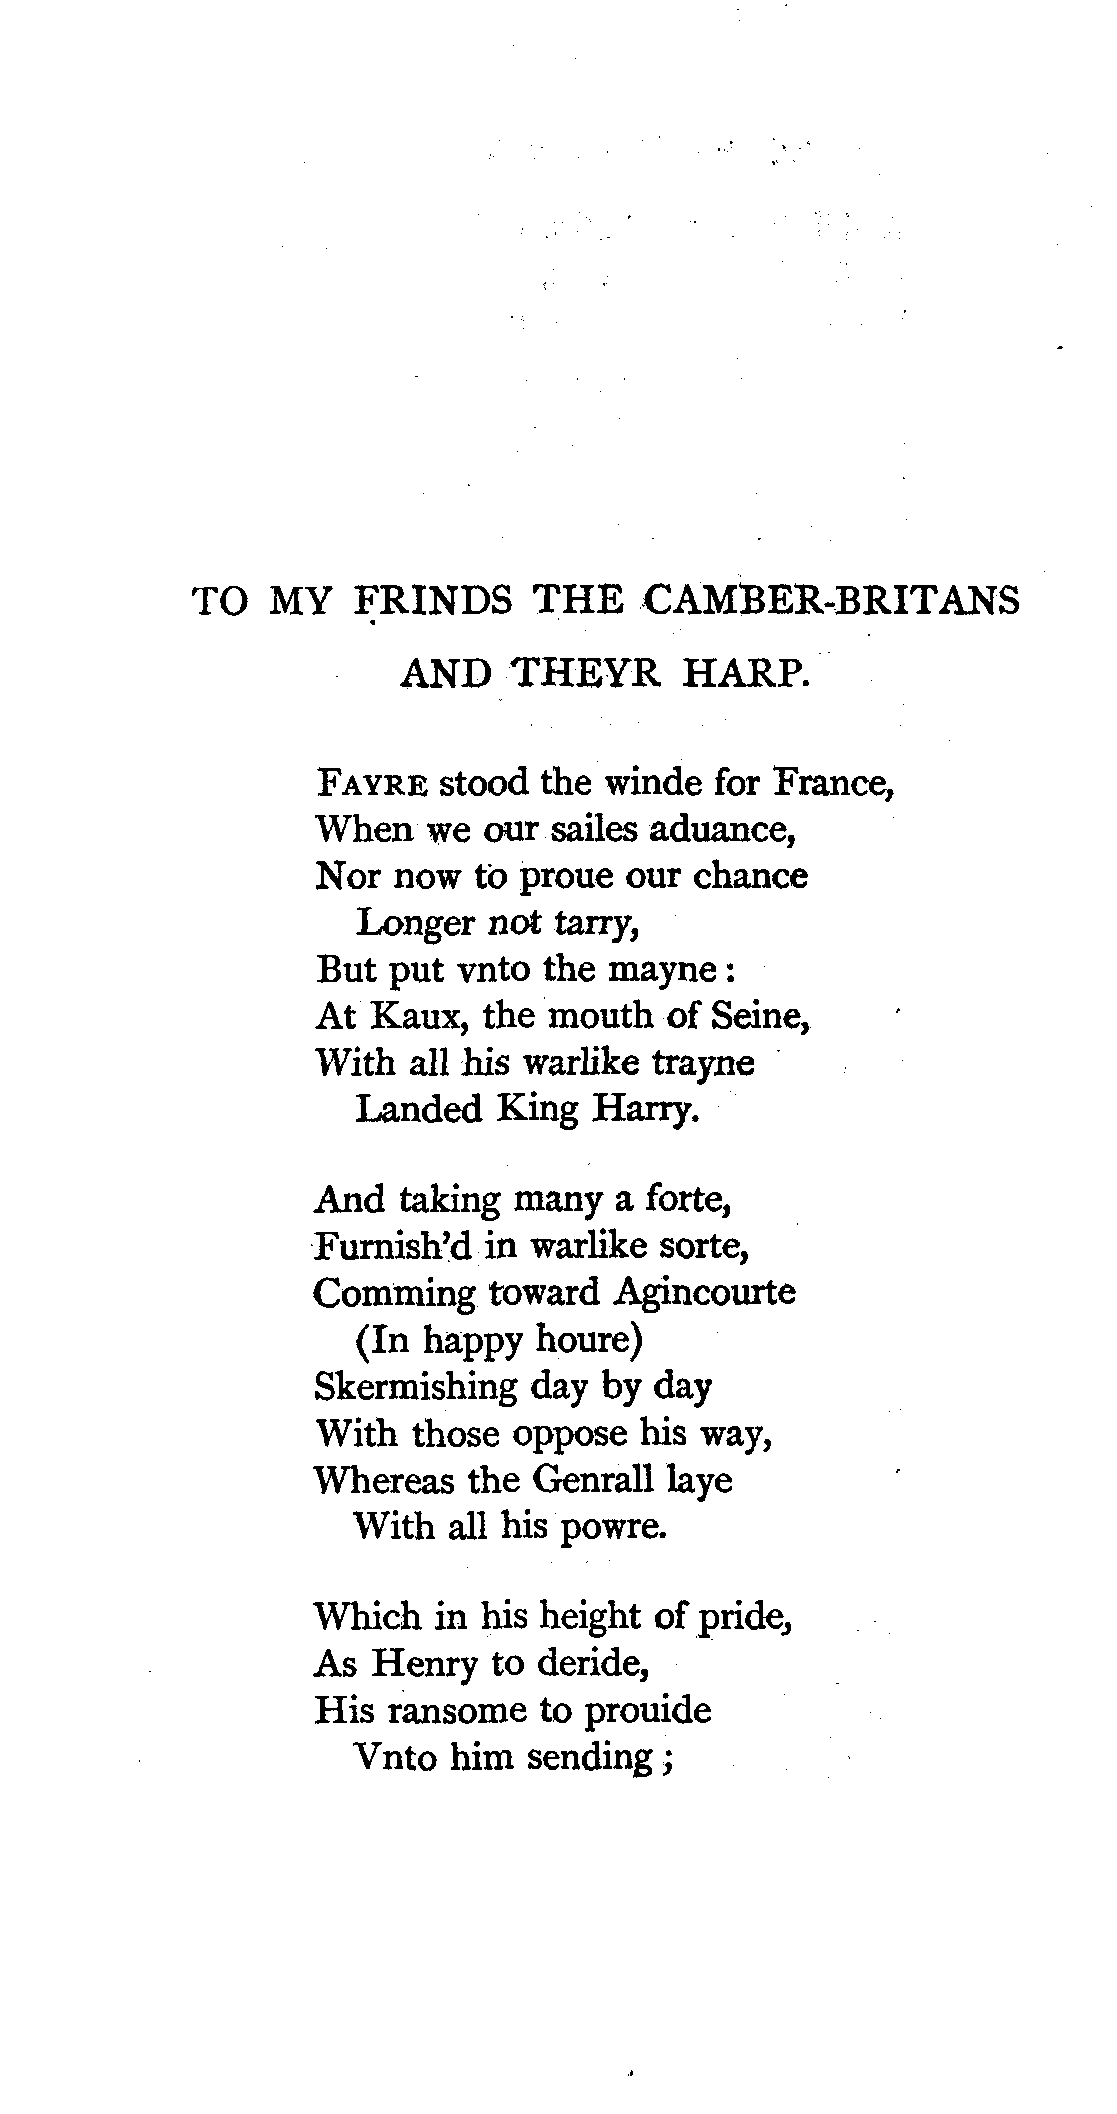 TO MY FRINDS THE CAMBER-BRITANS
AND THEYR HARP.
FAYRE stood the winde for France,
When we our sailes aduance,
Nor now to proue our chance
Longer not tarry,
But put vnto the mayne :
At Kaux, the mouth of Seine,
With all his warlike trayne
Landed King Harry.
And taking many a forte,
Furnish'd in warlike sorte,
Comming toward Agincourte
(In happy houre)
Skermishing day by day
With those oppose his way,
Whereas the Genrall laye
With all his powre.
Which in his height of pride,
As Henry to deride,
His ransome to prouide
Vnto him sending ;